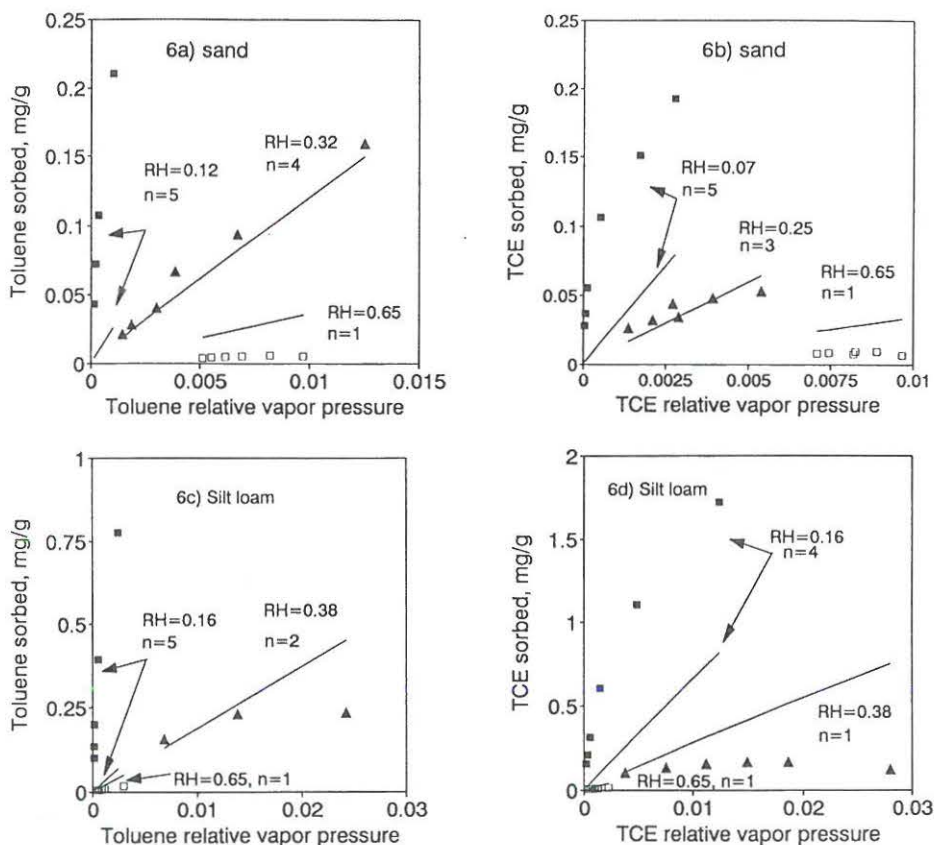 6a) sand
Toluene sorbed, mg/g
0.25
0.2
0.15
0.1
0.05
0
RH=0.12
n=5
RH=0.32
n=4
RH=0.65
n=1
0
0.005
0.01
0.015
Toluene relative vapor pressure
6b) sand
TCE sorbed, mg/g
0.25
0.2
0.15
0.1
0.05
0
RH=0.07
n=5
RH=0.25
n=3
RH=0.65
n=1
0
0.0025
0.005
0.0075
0.01
TCE relative vapor pressure
6c) Silt loam
Toluene sorbed, mg/g
1
0.75
0.5
0.25
0
RH=0.16
n=5
RH=0.38
n=2
RH=0.65, n=1
0
0.01
0.02
0.03
Toluene relative vapor pressure
6d) Silt loam
TCE sorbed, mg/g
2
1.5
1
0.5
0
RH=0.16
n=4
RH=0.38
n=1
RH=0.65, n=1
0
0.01
0.02
0.03
TCE relative vapor pressure